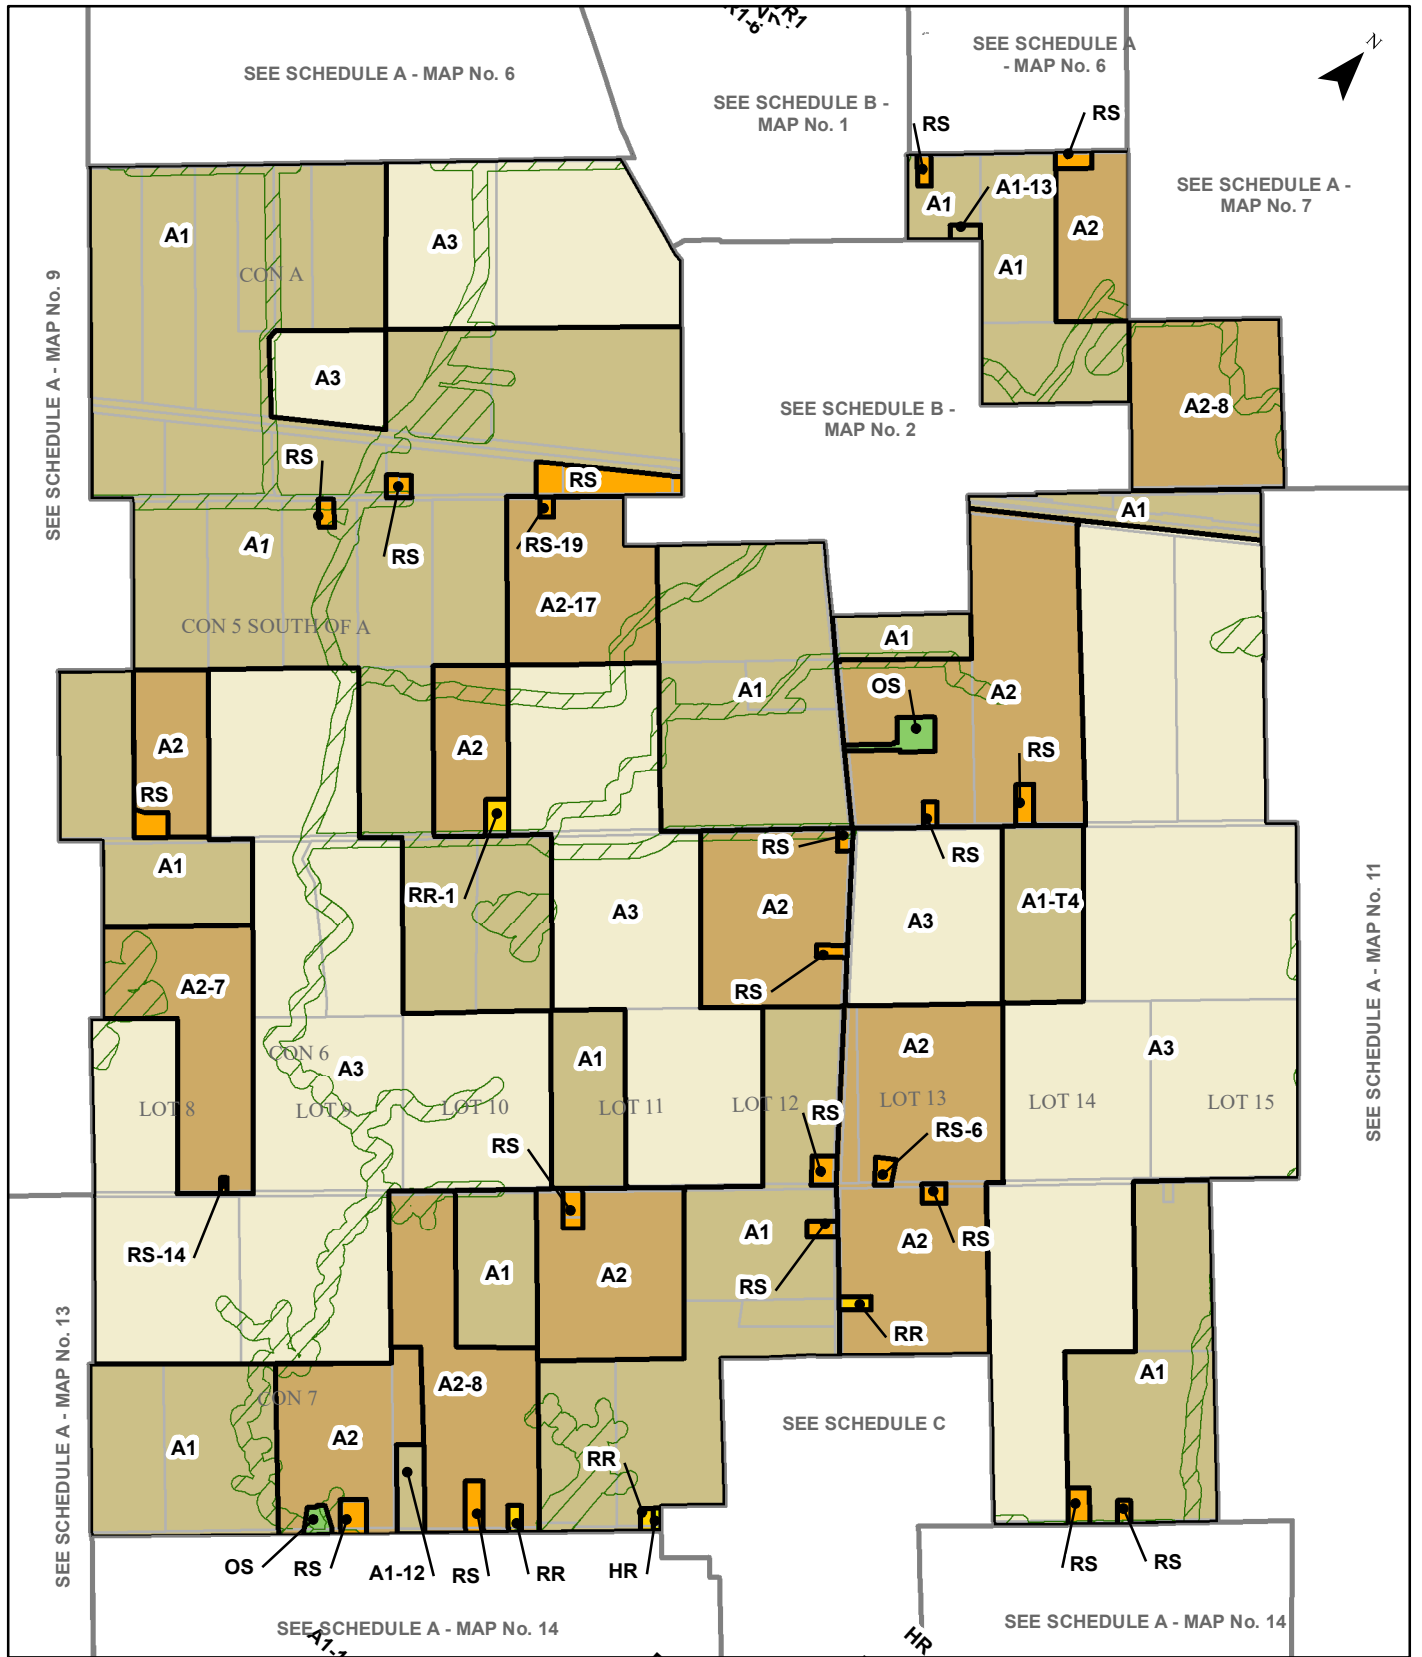 SEE SCHEDULE A - MAP No. 6
SEE SCHEDULE B -
MAP No. 1
SEE SCHEDULE A
- MAP No. 6
N
SEE SCHEDULE A -
MAP No. 7
RS
RS
A1
A1-13
A2
A1
A1
A3
CON A
SEE SCHEDULE A - MAP No. 9
A3
SEE SCHEDULE B -
MAP No. 2
A2-8
RS
RS
RS
A1
A1
RS-19
RS
A2-17
CON 5 SOUTH OF A
A1
A1
OS
A2
A2
A2
RS
RS
RS
RS
A1
RR-1
A3
A2
A3
A1-T4
SEE SCHEDULE A - MAP No. 11
A2-7
RS
CON 6
A3
A1
A2
A3
LOT 8
LOT 9
LOT 10
LOT 11
LOT 12
LOT 13
LOT 14
LOT 15
RS
RS-6
RS
RS-14
A1
A2
RS
A1
A2
RS
RR
SEE SCHEDULE A - MAP No. 13
A2-8
A1
CON 7
A1
A2
SEE SCHEDULE C
RR
OS
RS
A1-12
RS
RR
HR
RS
RS
SEE SCHEDULE A - MAP No. 14
SEE SCHEDULE A - MAP No. 14
HR